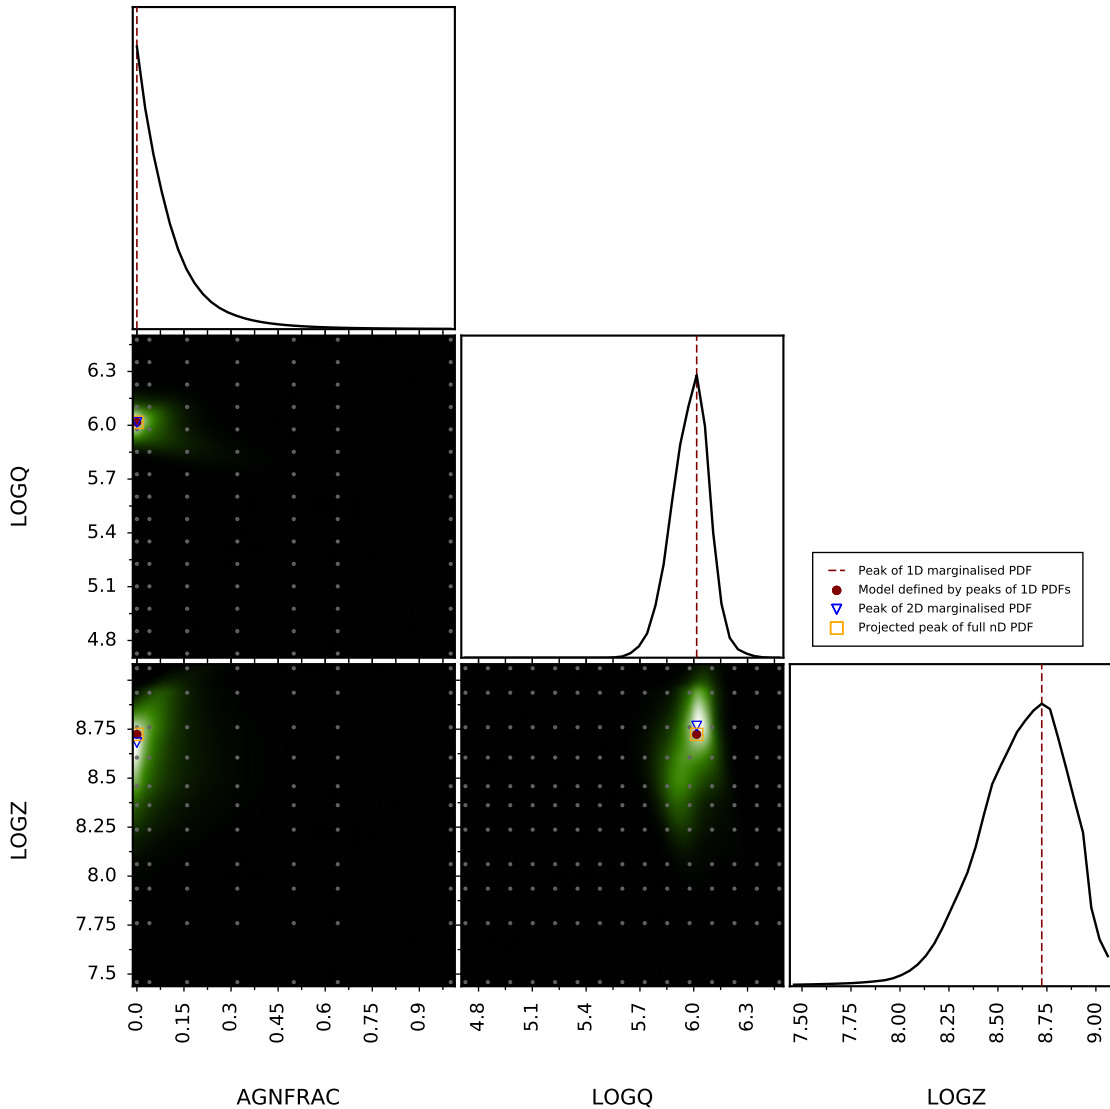 6.3
6.0
5.7
5.4
5.1
4.8
LOGQ
Peak of 1D marginalised PDF
Model defined by peaks of 1D PDFs
Peak of 2D marginalised PDF
Projected peak of full nD PDF
8.75
8.5
8.25
8.0
7.75
7.5
LOGZ
0.0 0.15 0.3 0.45 0.6 0.75 0.9
4.8 5.1 5.4 5.7 6.0 6.3
7.50 7.75 8.00 8.25 8.50 8.75 9.00
AGNFRAC LOGQ LOGZ